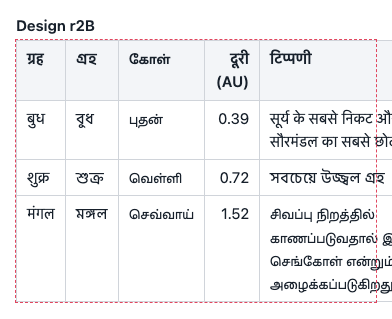 Design r2B
ग्रह গ্রহ கோள் दूरी टिप्पणी
(AU)
बुध বুধ புதன் 0.39 सूर्य के सबसे निकट
सौरमंडल का सबसे
शुक्र শুক্র வெள்ளி 0.72 সবচেয়ে উজ্জ্বল গ্রহ
मंगल মঙ্গল செவ்வாய் 1.52 சிவப்பு நிறத்தில்
காணப்படுவதால்
செங்கோள் என்றும்
அழைக்கப்படுகிறது